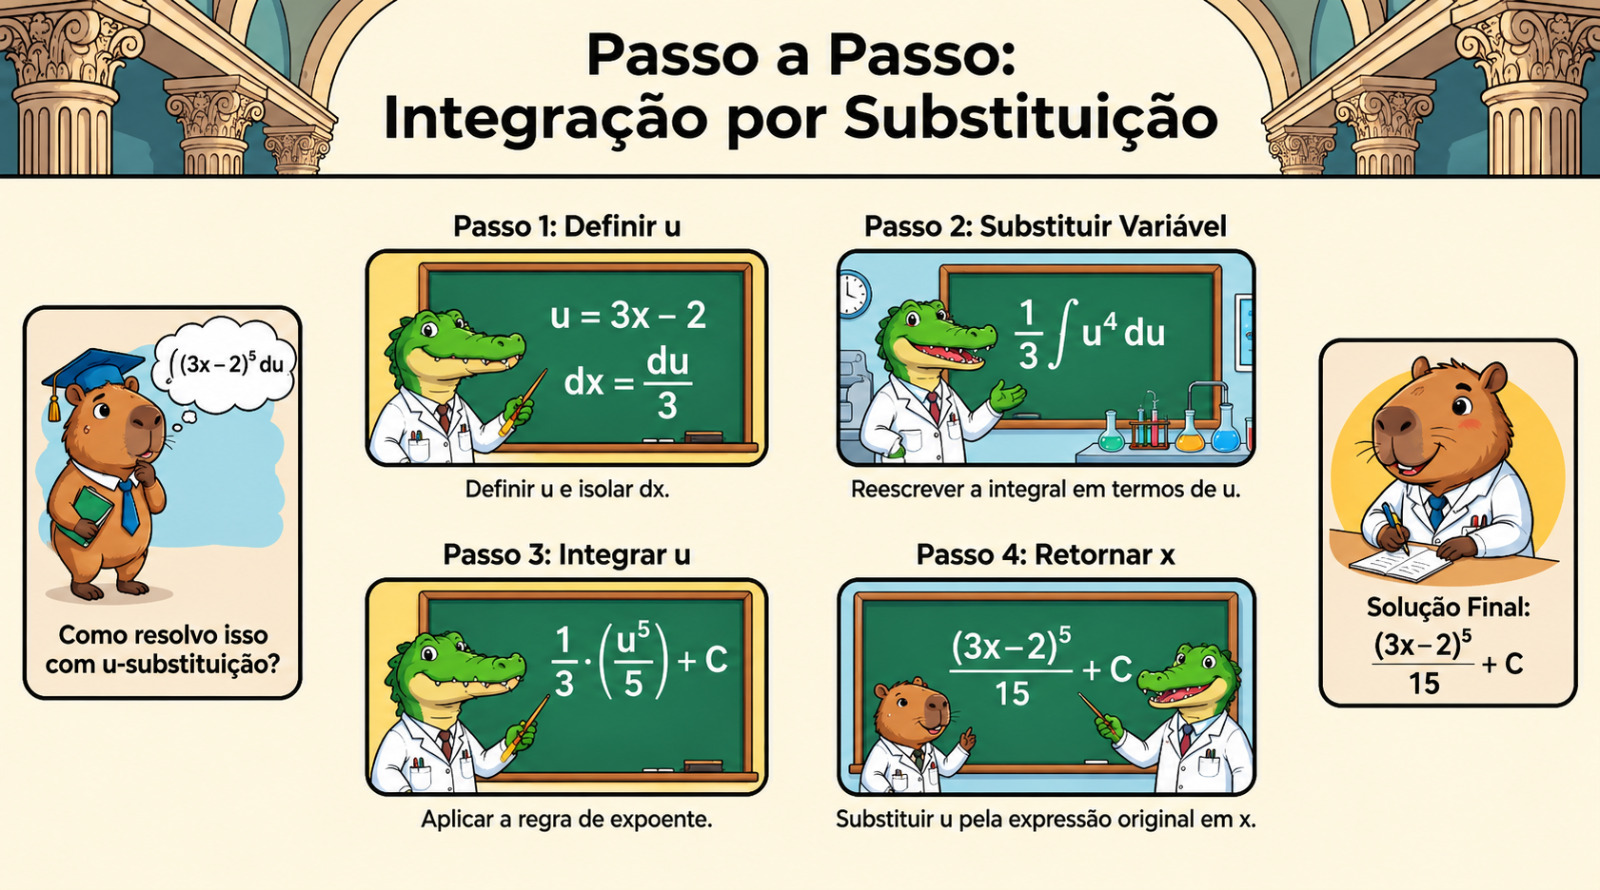 Passo a Passo:
Integração por Substituição
∫(3x – 2)⁵ du
Como resolvo isso
com u-substituição?
Passo 1: Definir u
u = 3x – 2
dx = du/3
Definir u e isolar dx.
Passo 2: Substituir Variável
1/3 ∫ u⁴ du
Reescrever a integral em termos de u.
Passo 3: Integrar u
1/3 · (u⁵/5) + C
Aplicar a regra de expoente.
Passo 4: Retornar x
(3x – 2)⁵/15 + C
Substituir u pela expressão original em x.
Solução Final:
(3x – 2)⁵/15 + C